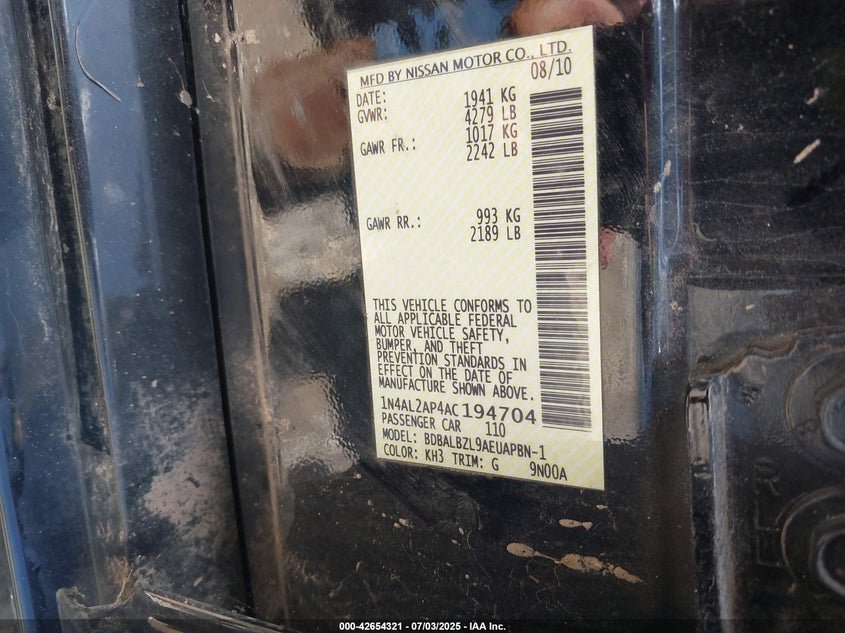 MFD BY NISSAN MOTOR CO., LTD.
DATE: 08/10
GVWR: 1941 KG
4279 LB
GAWR FR.: 1017 KG
2242 LB
GAWR RR.: 993 KG
2189 LB
THIS VEHICLE CONFORMS TO
ALL APPLICABLE FEDERAL
MOTOR VEHICLE SAFETY,
BUMPER, AND THEFT
PREVENTION STANDARDS IN
EFFECT ON THE DATE OF
MANUFACTURE SHOWN ABOVE.
1N4AL2AP4AC194704
PASSENGER CAR 110
MODEL: BDBALBZL9AEUAPBN-1
COLOR: KH3 TRIM: G 9N00A
000-42654321 - 07/03/2025 - IAA Inc.